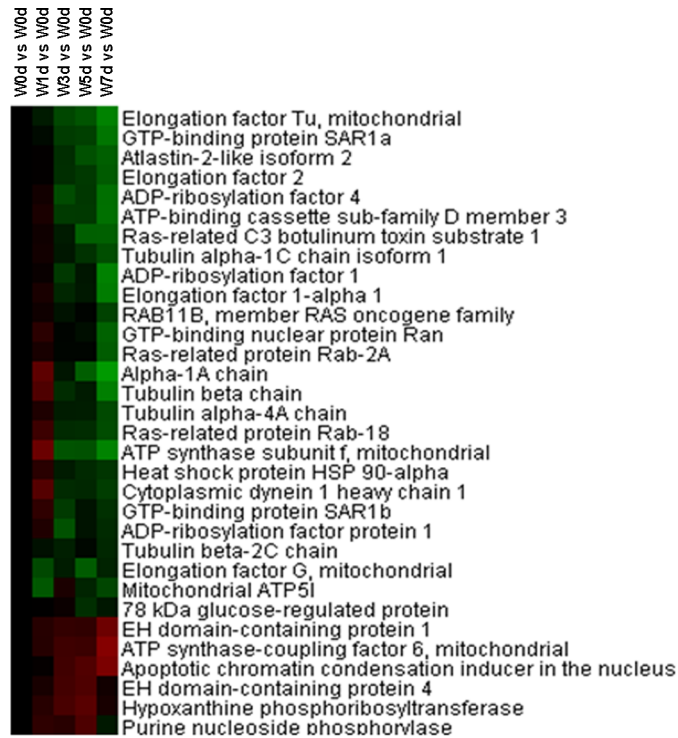 W0d vs W0d
W1d vs W0d
W3d vs W0d
W5d vs W0d
W7d vs W0d
Elongation factor Tu, mitochondrial
GTP-binding protein SAR1a
Atlastin-2-like isoform 2
Elongation factor 2
ADP-ribosylation factor 4
ATP-binding cassette sub-family D member 3
Ras-related C3 botulinum toxin substrate 1
Tubulin alpha-1C chain isoform 1
ADP-ribosylation factor 1
Elongation factor 1-alpha 1
RAB11B, member RAS oncogene family
GTP-binding nuclear protein Ran
Ras-related protein Rab-2A
Alpha-1A chain
Tubulin beta chain
Tubulin alpha-4A chain
Ras-related protein Rab-18
ATP synthase subunit f, mitochondrial
Heat shock protein HSP 90-alpha
Cytoplasmic dynein 1 heavy chain 1
GTP-binding protein SAR1b
ADP-ribosylation factor protein 1
Tubulin beta-2C chain
Elongation factor G, mitochondrial
Mitochondrial ATP5I
78 kDa glucose-regulated protein
EH domain-containing protein 1
ATP synthase-coupling factor 6, mitochondrial
Apoptotic chromatin condensation inducer in the nucleus
EH domain-containing protein 4
Hypoxanthine phosphoribosyltransferase
Purine nucleoside phosphorylase